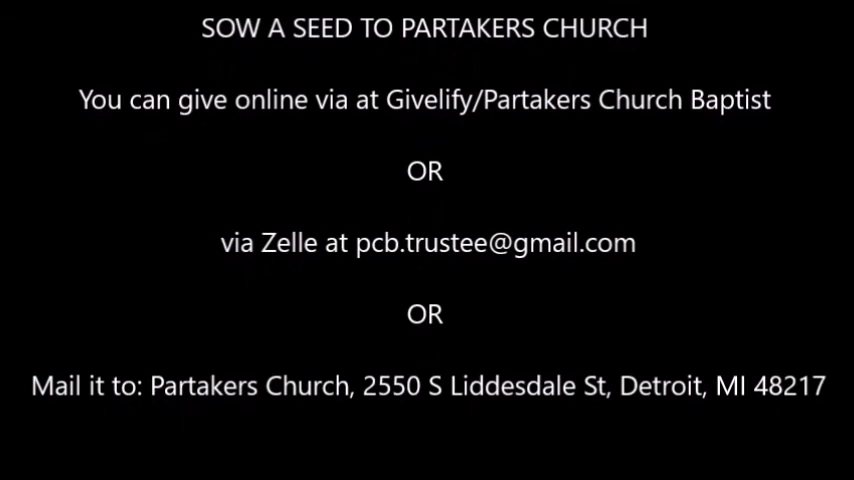 SOW A SEED TO PARTAKERS CHURCH
You can give online via at Givelify/Partakers Church Baptist
OR
via Zelle at pcb.trustee@gmail.com
OR
Mail it to: Partakers Church, 2550 S Liddesdale St, Detroit, MI 48217